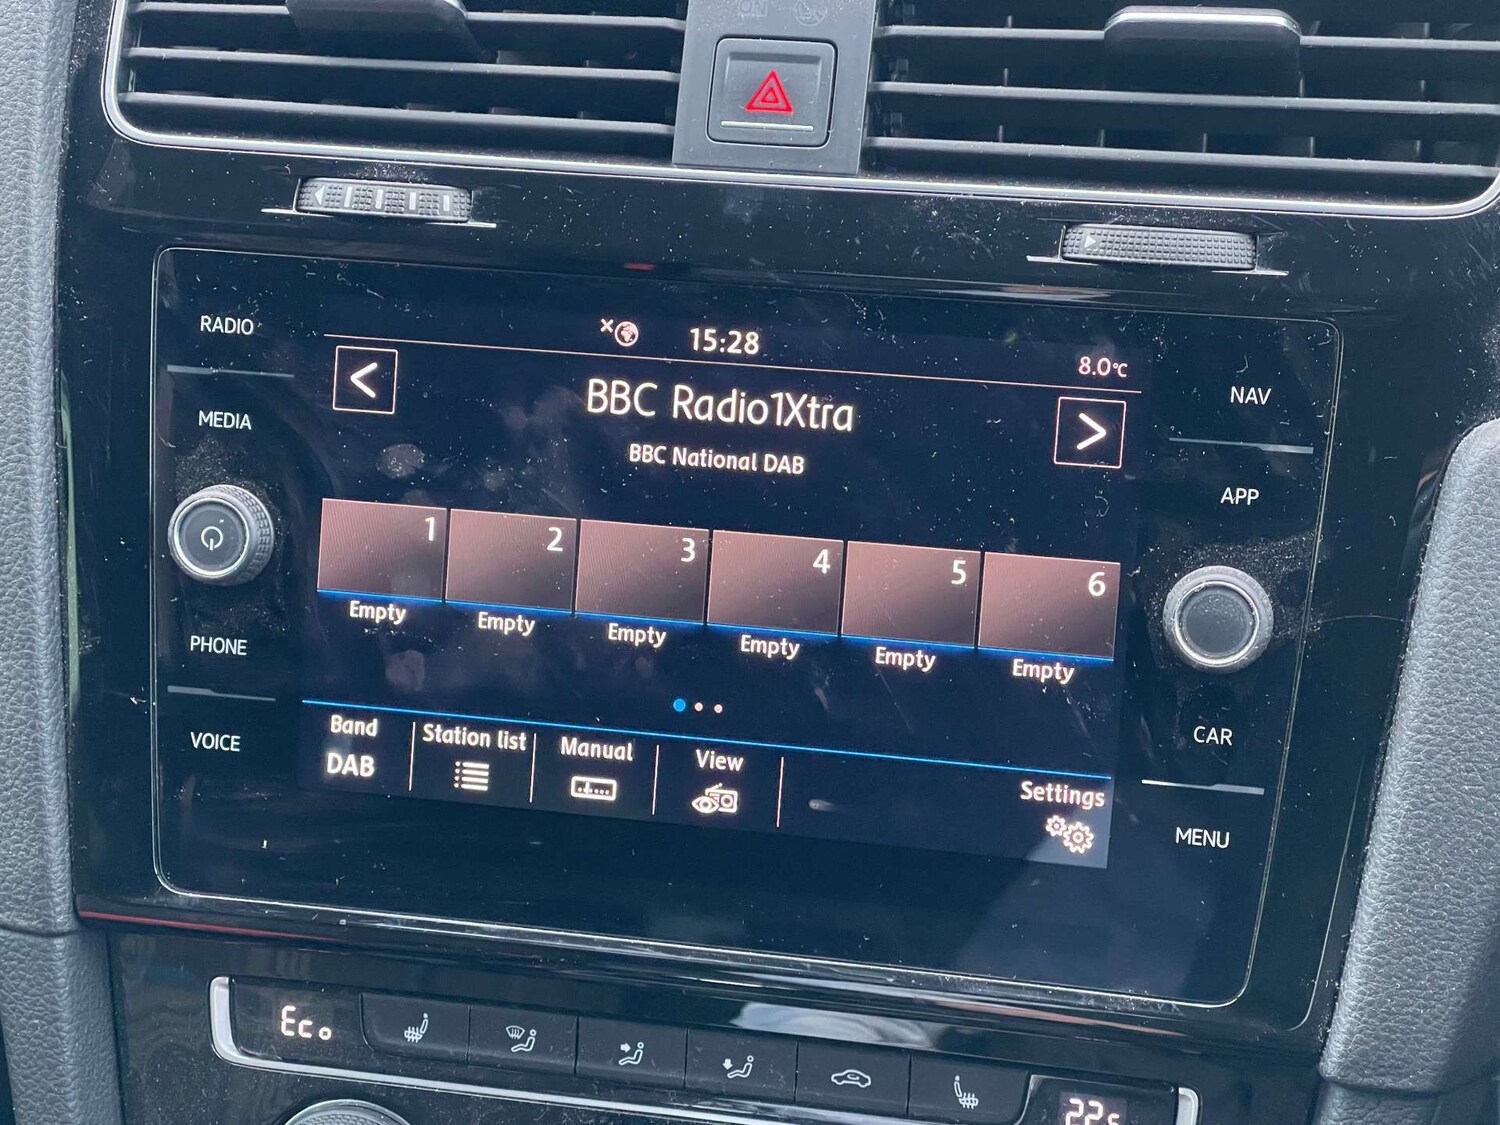 RADIO
MEDIA
PHONE
VOICE
15:28
8.0°C
BBC Radio1Xtra
BBC National DAB
1
2
3
4
5
6
Empty
Empty
Empty
Empty
Empty
Empty
Band
DAB
Station list
Manual
View
Settings
NAV
APP
CAR
MENU
Eco